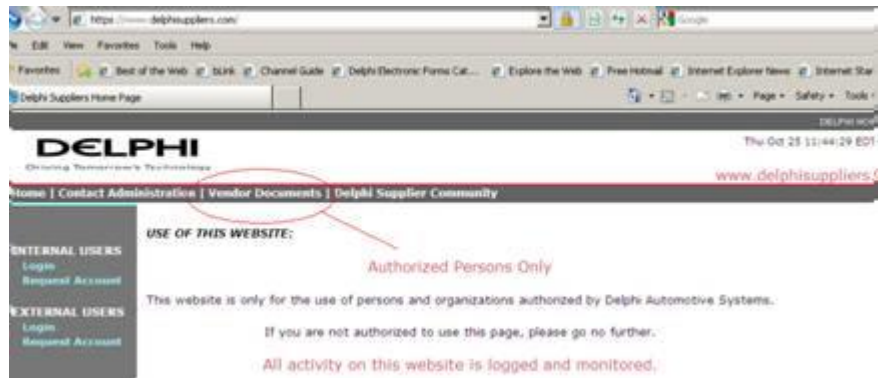 https://www.delphisuppliers.com/
Google
Edit View Favorites Tools Help
Favorites Best of the Web bLink Channel Guide Delphi Electronic Forms Cat... Explore the Web Free Hotmail Internet Explorer News Internet Star
Delphi Suppliers Home Page
Page Safety Tools
DELPHI HOM
DELPHI
Thu Oct 25 11:44:29 EDT
Driving Tomorrow's Technology
www.delphisuppliers.
Home | Contact Administration | Vendor Documents | Delphi Supplier Community
USE OF THIS WEBSITE:
INTERNAL USERS
Login
Request Account
Authorized Persons Only
This website is only for the use of persons and organizations authorized by Delphi Automotive Systems.
EXTERNAL USERS
Login
Request Account
If you are not authorized to use this page, please go no further.
All activity on this website is logged and monitored.